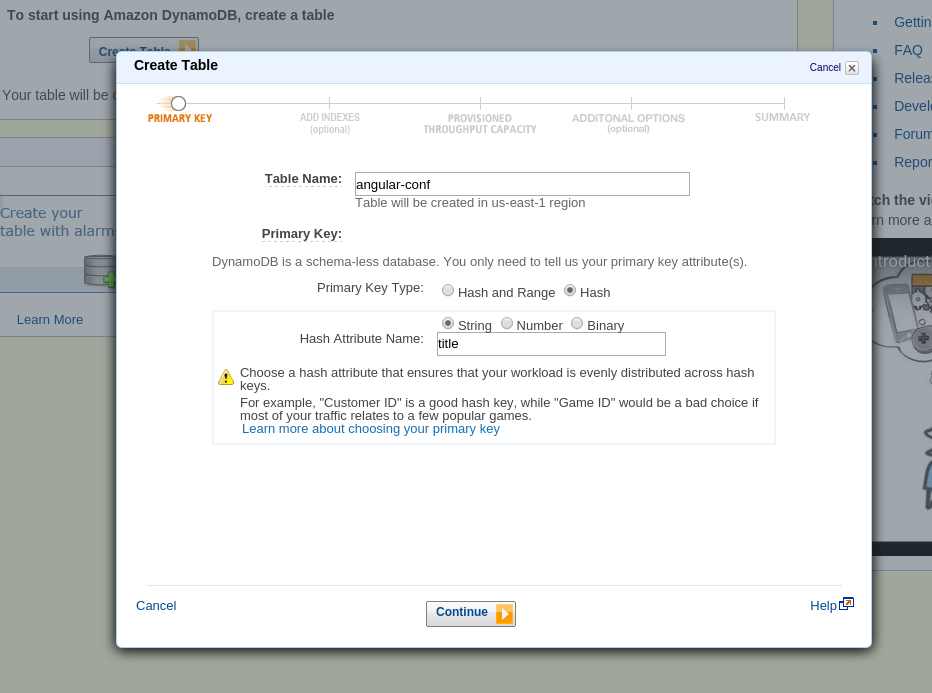 To start using Amazon DynamoDB, create a table
Create Table
Your table will be
Create your
table with alarms
Learn More
Create Table
Cancel
PRIMARY KEY
ADD INDEXES
(optional)
PROVISIONED
THROUGHPUT CAPACITY
ADDITONAL OPTIONS
(optional)
SUMMARY
Table Name:
angular-conf
Table will be created in us-east-1 region
Primary Key:
DynamoDB is a schema-less database. You only need to tell us your primary key attribute(s).
Primary Key Type:
Hash and Range
Hash
String
Number
Binary
Hash Attribute Name:
title
Choose a hash attribute that ensures that your workload is evenly distributed across hash
keys.
For example, "Customer ID" is a good hash key, while "Game ID" would be a bad choice if
most of your traffic relates to a few popular games.
Learn more about choosing your primary key
Cancel
Continue
Help
Gettin
FAQ
Relea
Devel
Forum
Repor
tch the vi
rn more a
ntroduct